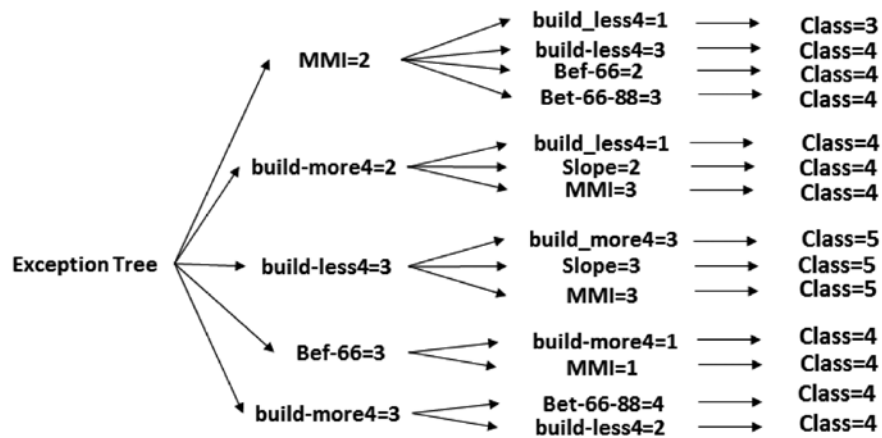 build_less4=1 Class=3
MMI=2 build-less4=3 Class=4
Bef-66=2 Class=4
Bet-66-88=3 Class=4
build_less4=1 Class=4
build-more4=2 Slope=2 Class=4
MMI=3 Class=4
build_more4=3 Class=5
Exception Tree build-less4=3 Slope=3 Class=5
MMI=3 Class=5
build-more4=1 Class=4
Bef-66=3 MMI=1 Class=4
Bet-66-88=4 Class=4
build-more4=3 build-less4=2 Class=4